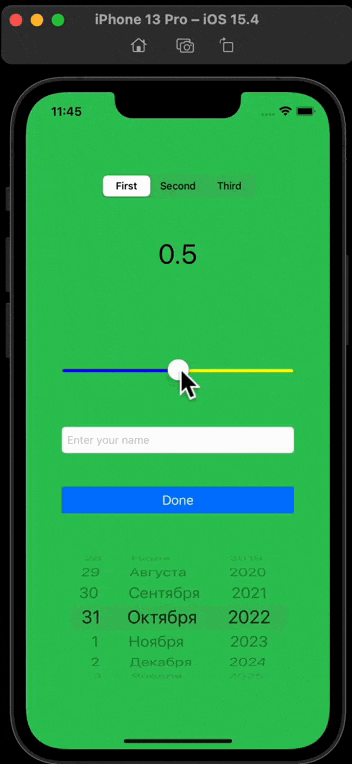 iPhone 13 Pro – iOS 15.4
11:45
First Second Third
0.5
Enter your name
Done
29 Августа 2020
30 Сентября 2021
31 Октября 2022
1 Ноября 2023
2 Декабря 2024